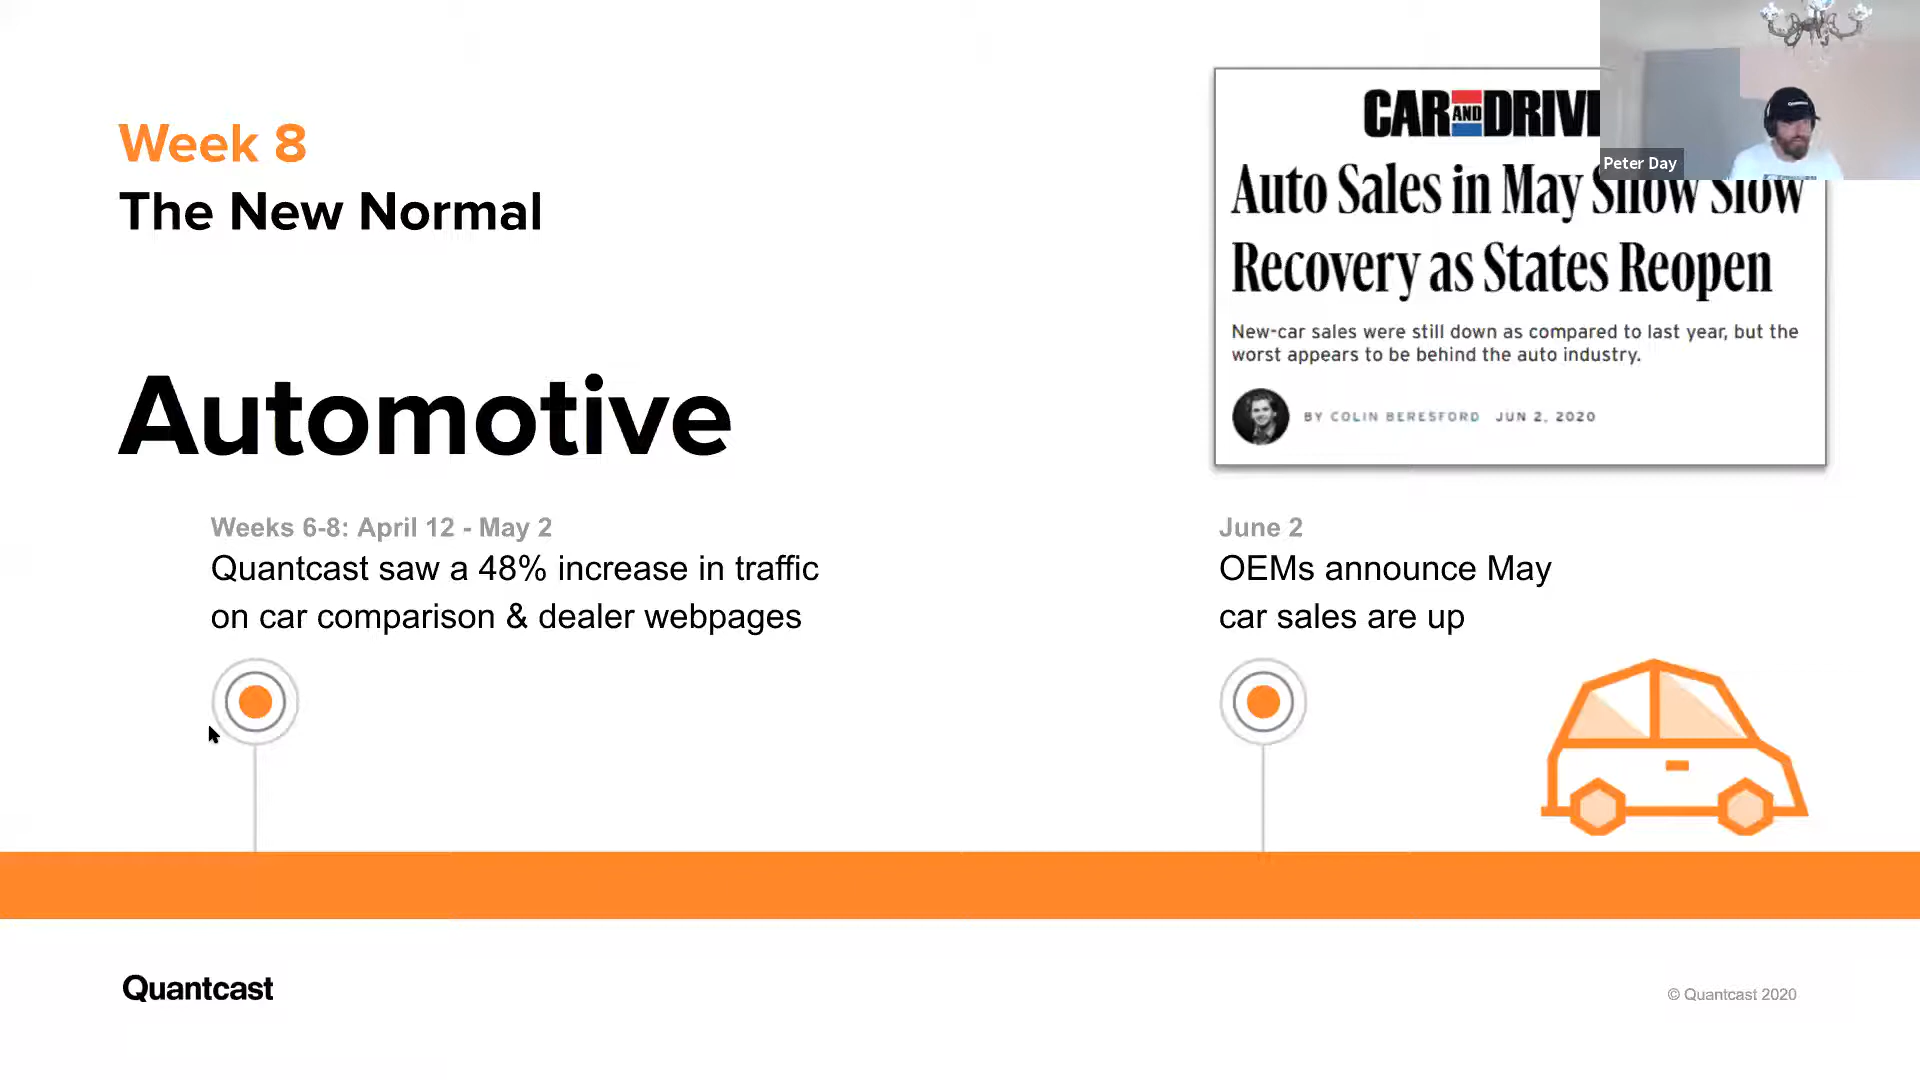 Week 8
The New Normal
CAR AND DRIV
Peter Day
Auto Sales in May Show Slow
Recovery as States Reopen
New-car sales were still down as compared to last year, but the
worst appears to be behind the auto industry.
BY COLIN BERESFORD JUN 2, 2020
Automotive
Weeks 6-8: April 12 - May 2
Quantcast saw a 48% increase in traffic
on car comparison & dealer webpages
June 2
OEMs announce May
car sales are up
Quantcast
© Quantcast 2020